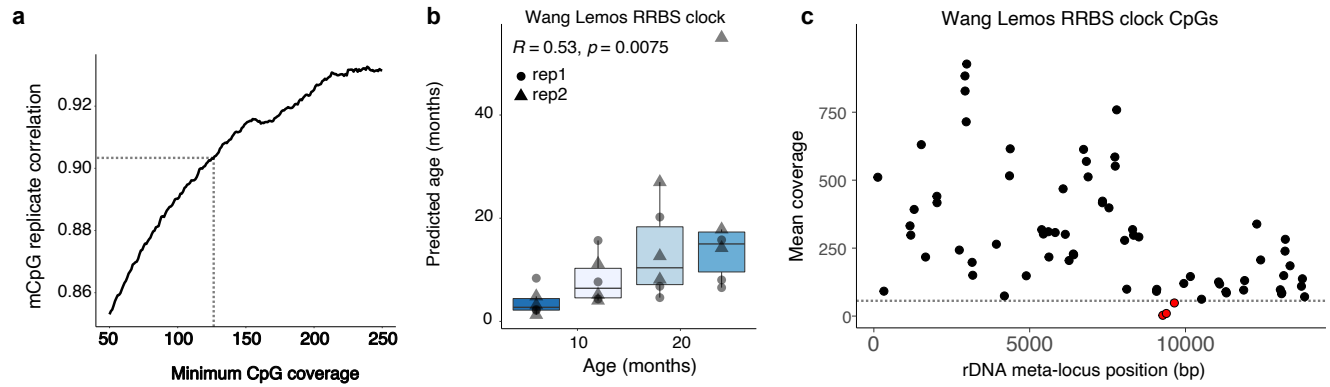 a
mCpG replicate correlation
0.92
0.90
0.88
0.86
50 100 150 200 250
Minimum CpG coverage
b
Wang Lemos RRBS clock
R = 0.53, p = 0.0075
rep1
rep2
Predicted age (months)
40
20
0
10 20
Age (months)
c
Wang Lemos RRBS clock CpGs
Mean coverage
750
500
250
0
0 5000 10000
rDNA meta-locus position (bp)